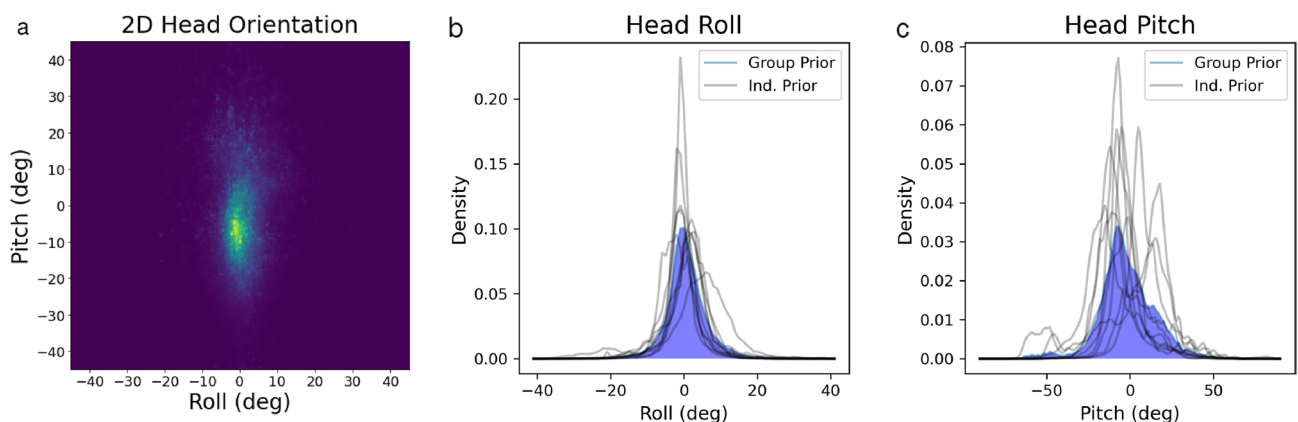 a
2D Head Orientation
40
30
20
10
0
−10
−20
−30
−40
Pitch (deg)
−40 −30 −20 −10 0 10 20 30 40
Roll (deg)
b
Head Roll
Group Prior
Ind. Prior
0.20
0.15
0.10
0.05
0.00
Density
−40 −20 0 20 40
Roll (deg)
c
Head Pitch
Group Prior
Ind. Prior
0.08
0.07
0.06
0.05
0.04
0.03
0.02
0.01
0.00
Density
−50 0 50
Pitch (deg)